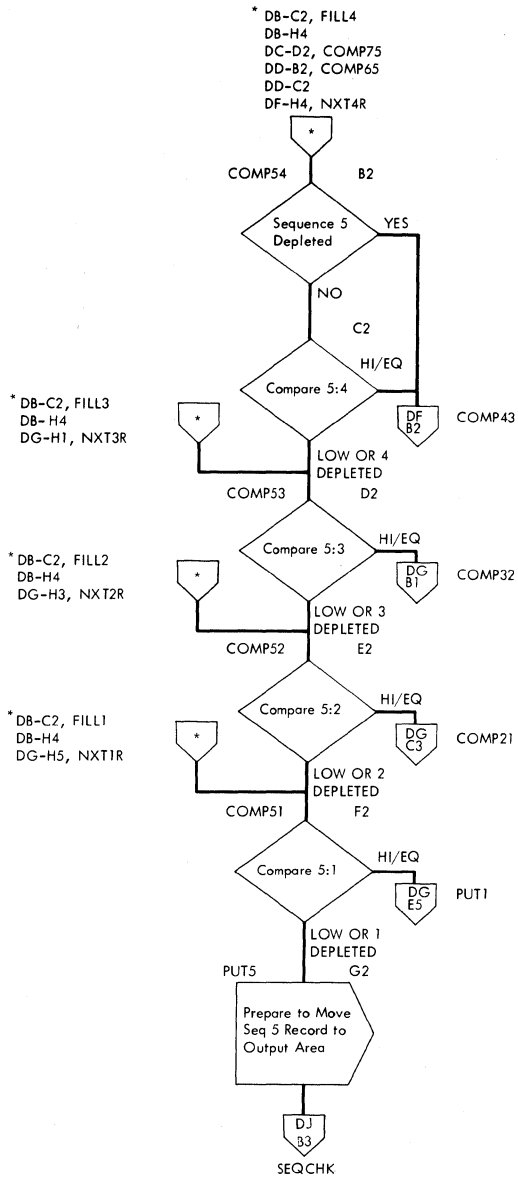 * DB-C2, FILL4
DB-H4
DC-D2, COMP75
DD-B2, COMP65
DD-C2
DF-H4, NXT4R
*
COMP54 B2
Sequence 5
Depleted
YES
NO
C2
HI/EQ
Compare 5:4
* DB-C2, FILL3
DB-H4
DG-H1, NXT3R
*
DF
B2
COMP43
LOW OR 4
DEPLETED
COMP53 D2
HI/EQ
Compare 5:3
DG
B1
COMP32
* DB-C2, FILL2
DB-H4
DG-H3, NXT2R
*
LOW OR 3
DEPLETED
COMP52 E2
HI/EQ
Compare 5:2
DG
C3
COMP21
* DB-C2, FILL1
DB-H4
DG-H5, NXT1R
*
LOW OR 2
DEPLETED
COMP51 F2
HI/EQ
Compare 5:1
DG
E5
PUT1
LOW OR 1
DEPLETED
PUT5 G2
Prepare to Move
Seq 5 Record to
Output Area
DJ
B3
SEQCHK